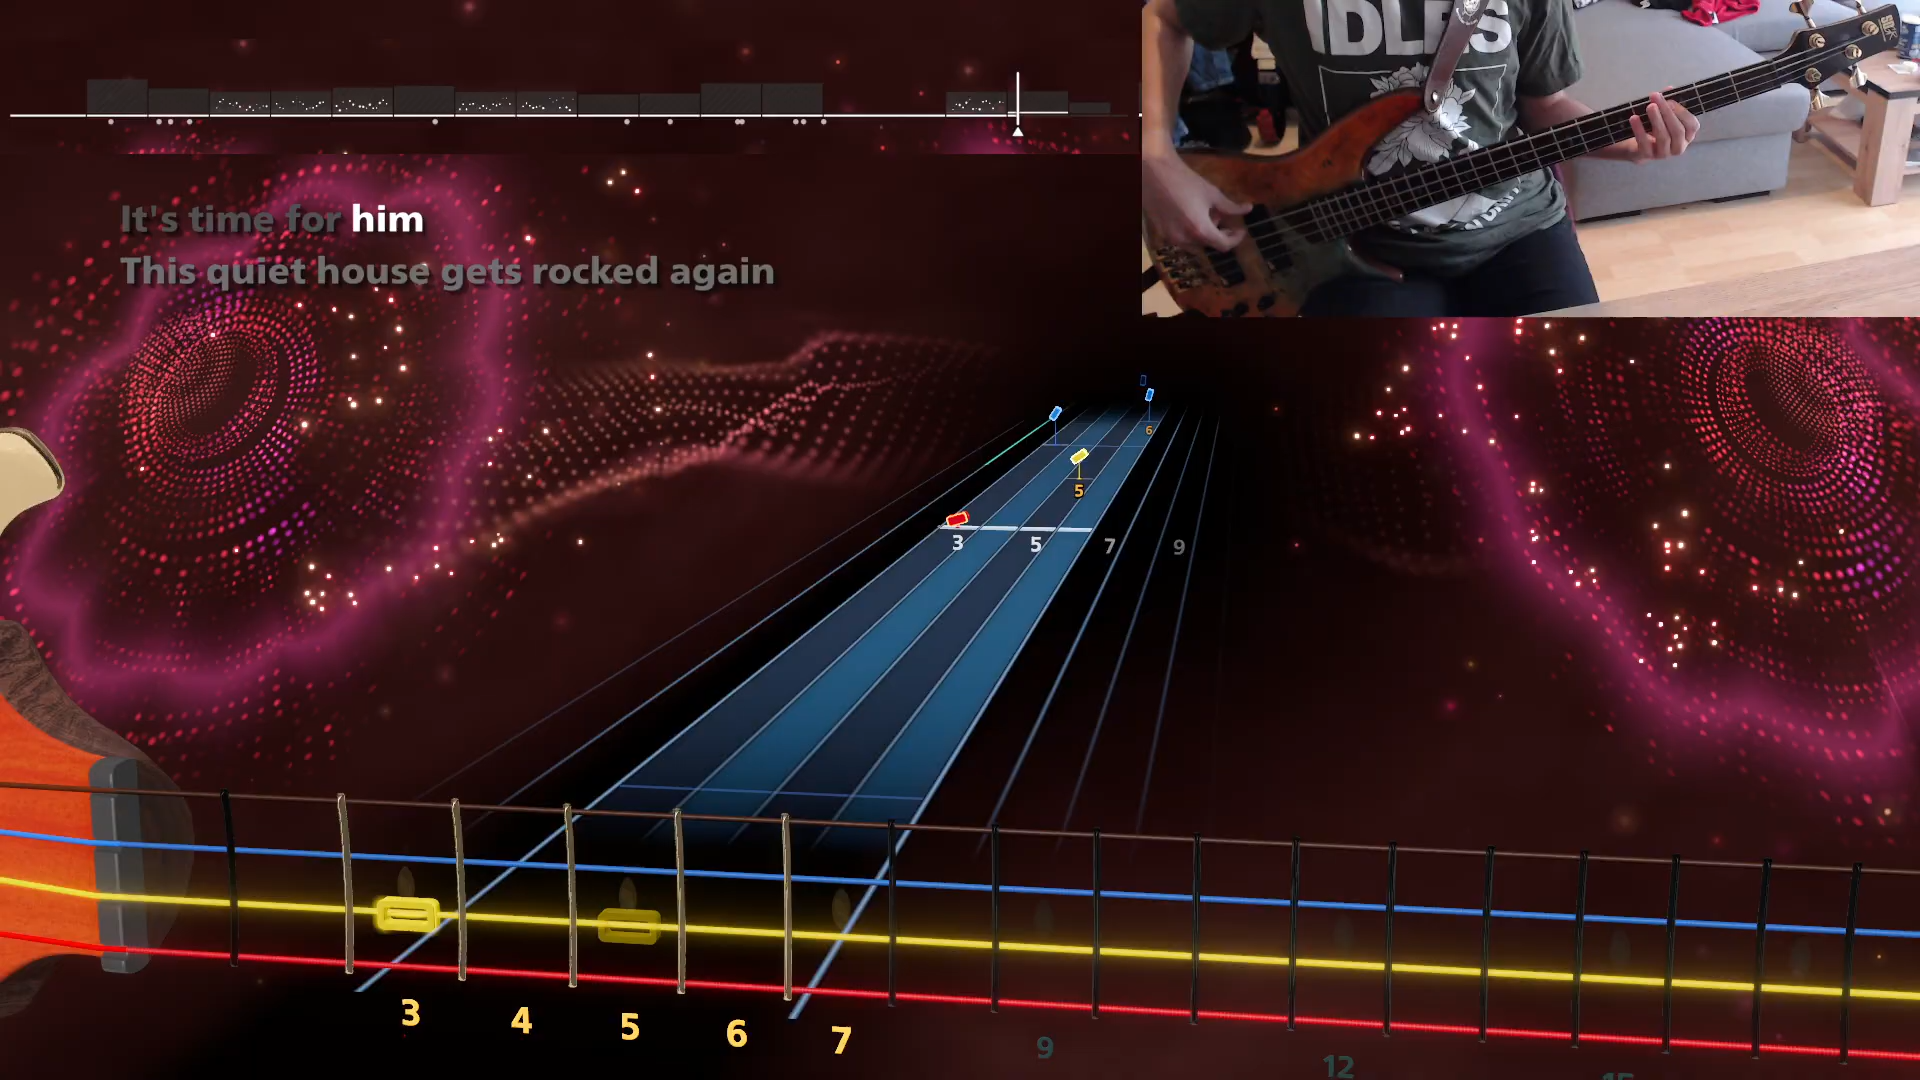 IDLES
It's time for him
This quiet house gets rocked again
6
5
3 5 7 9
3 4 5 6 7 9 12